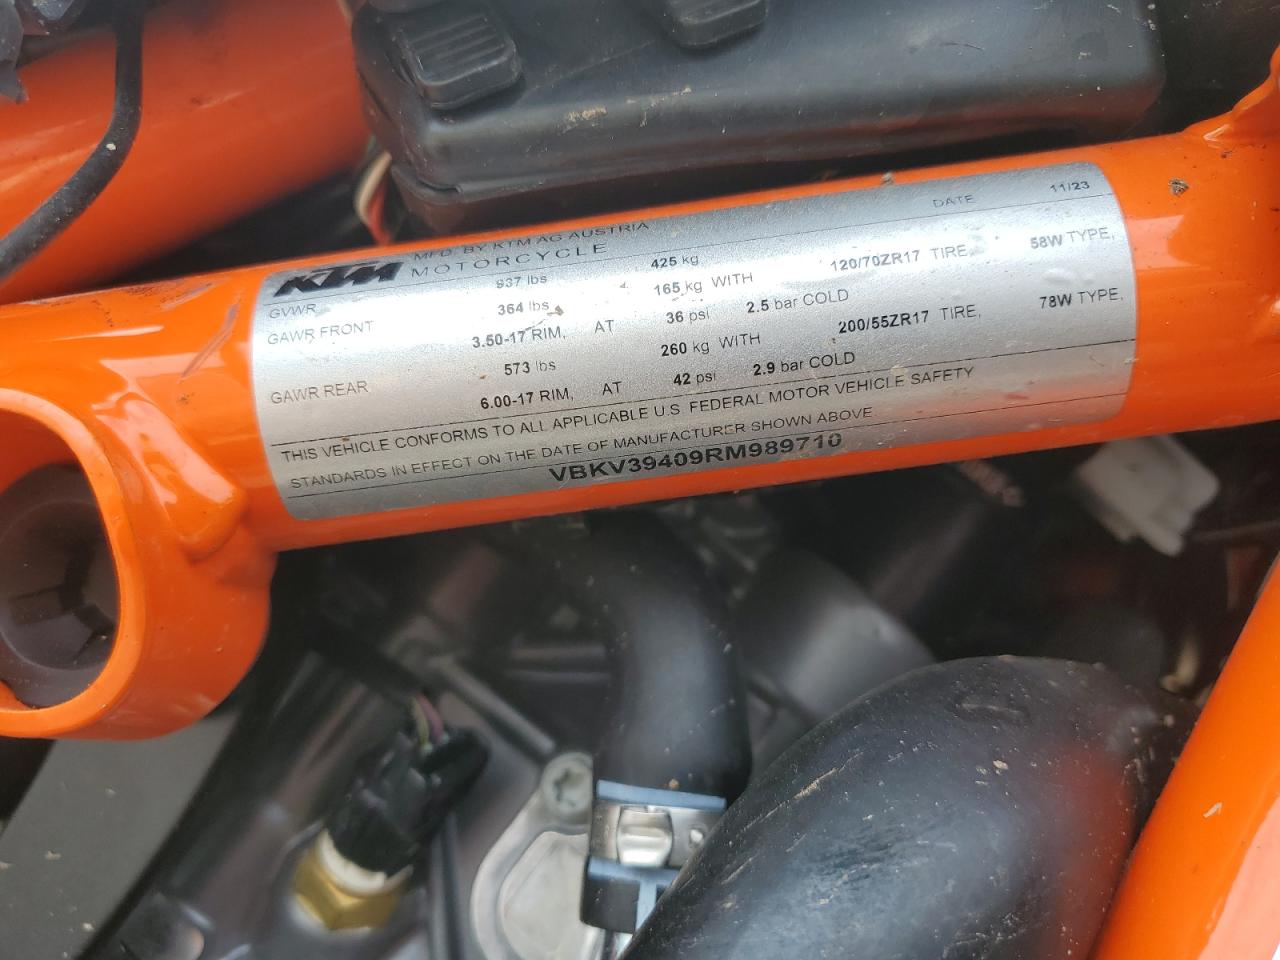 KTM MFD BY KTM AG AUSTRIA DATE 11/23
MOTORCYCLE
GVWR 937 lbs 425 kg
GAWR FRONT 364 lbs 165 kg WITH 120/70ZR17 TIRE, 58W TYPE,
3.50-17 RIM, AT 36 psi 2.5 bar COLD
GAWR REAR 573 lbs 260 kg WITH 200/55ZR17 TIRE, 78W TYPE,
6.00-17 RIM, AT 42 psi 2.9 bar COLD
THIS VEHICLE CONFORMS TO ALL APPLICABLE U.S. FEDERAL MOTOR VEHICLE SAFETY
STANDARDS IN EFFECT ON THE DATE OF MANUFACTURER SHOWN ABOVE
VBKV39409RM989710